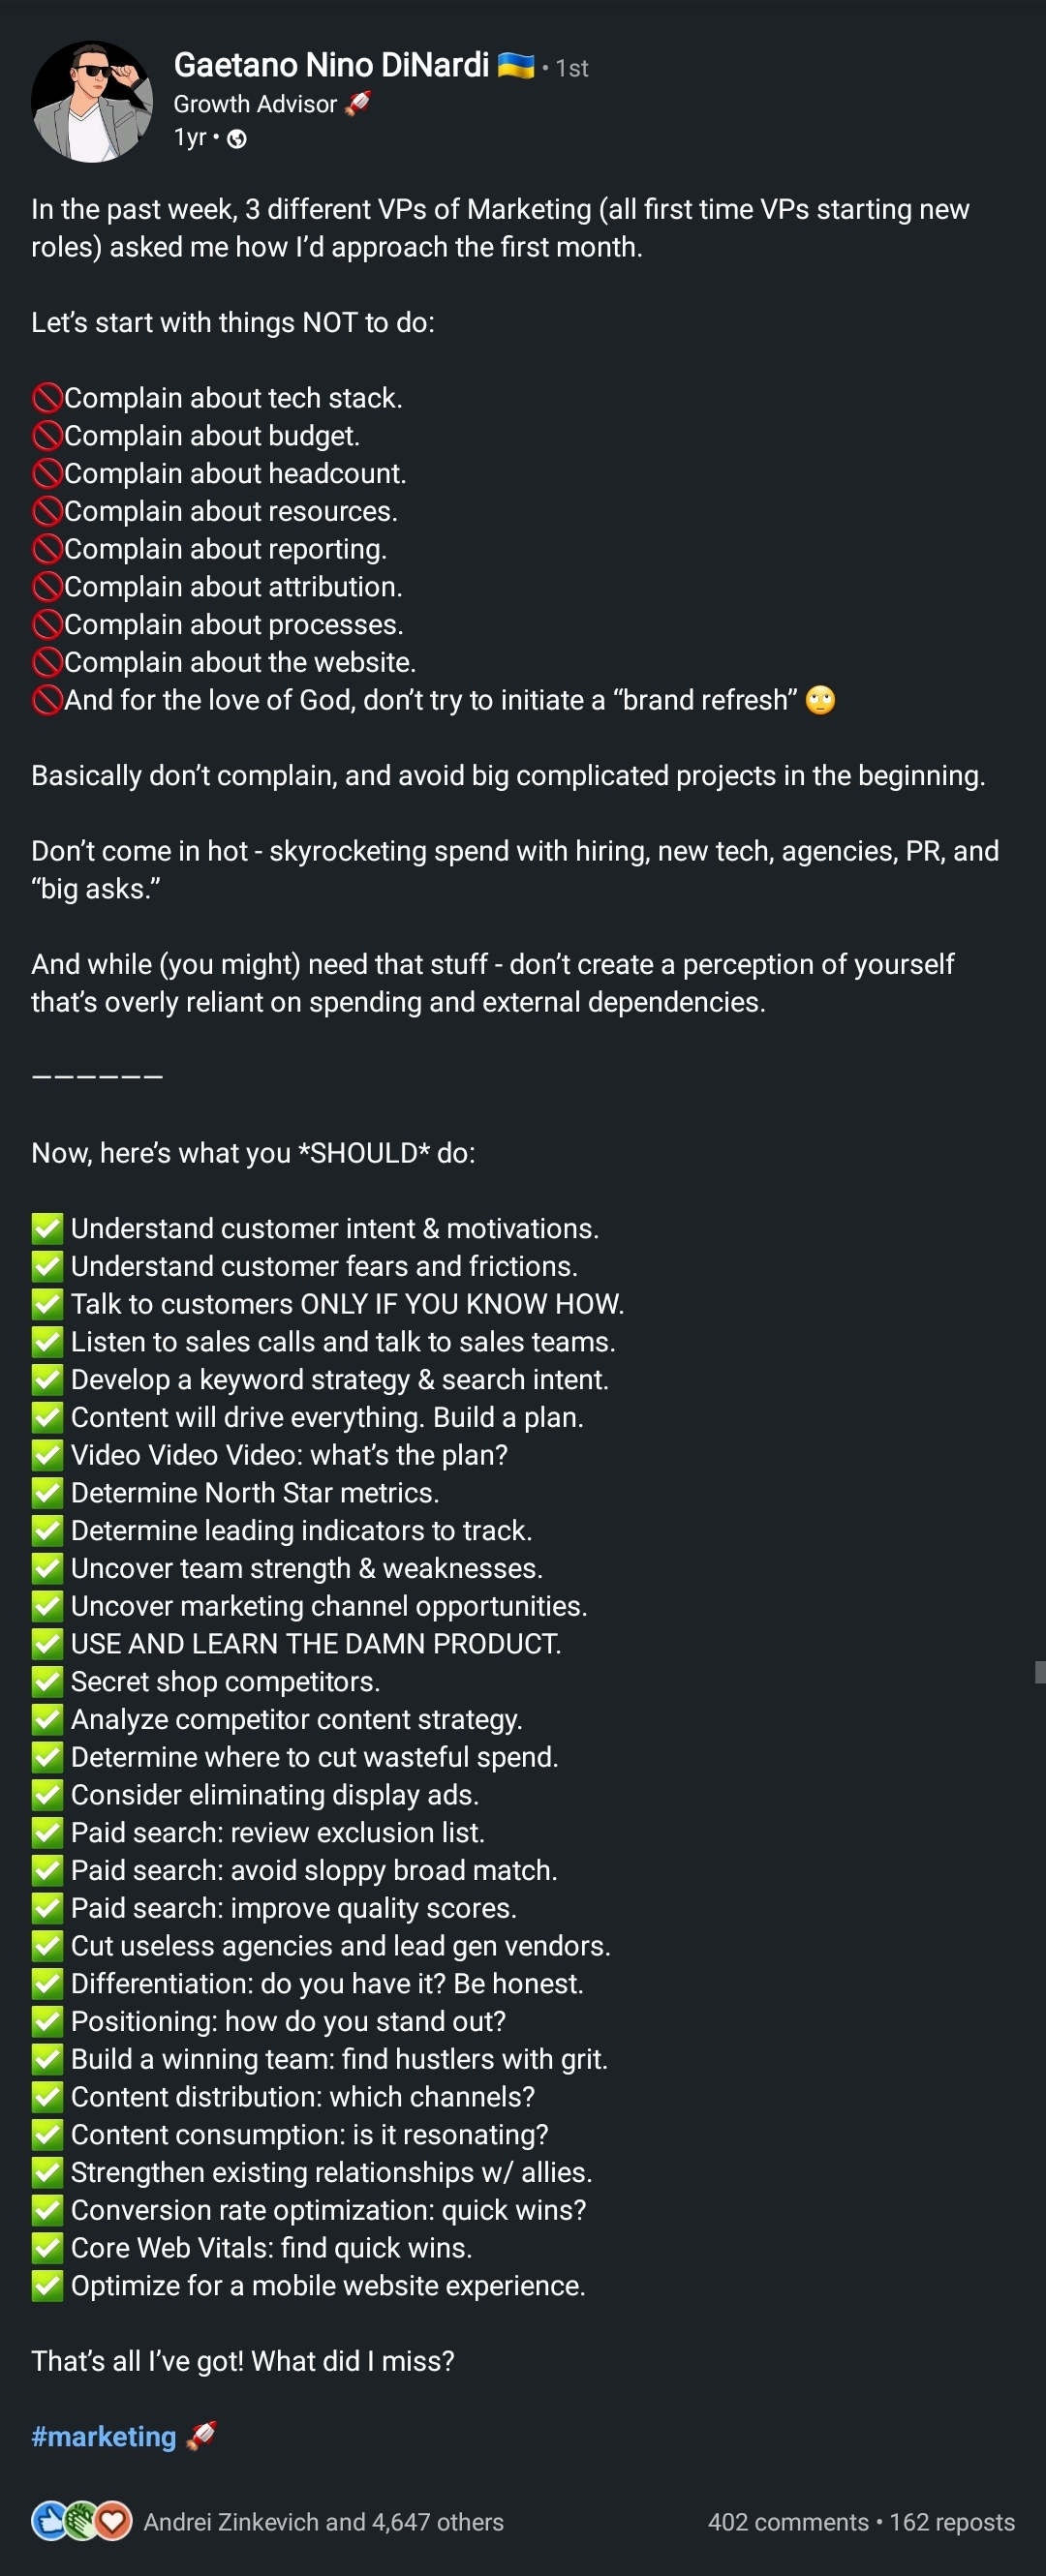 Gaetano Nino DiNardi 🇺🇦 • 1st
Growth Advisor 🚀
1yr •
In the past week, 3 different VPs of Marketing (all first time VPs starting new
roles) asked me how I’d approach the first month.
Let’s start with things NOT to do:
🚫Complain about tech stack.
🚫Complain about budget.
🚫Complain about headcount.
🚫Complain about resources.
🚫Complain about reporting.
🚫Complain about attribution.
🚫Complain about processes.
🚫Complain about the website.
🚫And for the love of God, don’t try to initiate a “brand refresh” 🙄
Basically don’t complain, and avoid big complicated projects in the beginning.
Don’t come in hot - skyrocketing spend with hiring, new tech, agencies, PR, and
“big asks.”
And while (you might) need that stuff - don’t create a perception of yourself
that’s overly reliant on spending and external dependencies.
——————
Now, here’s what you *SHOULD* do:
✅ Understand customer intent & motivations.
✅ Understand customer fears and frictions.
✅ Talk to customers ONLY IF YOU KNOW HOW.
✅ Listen to sales calls and talk to sales teams.
✅ Develop a keyword strategy & search intent.
✅ Content will drive everything. Build a plan.
✅ Video Video Video: what’s the plan?
✅ Determine North Star metrics.
✅ Determine leading indicators to track.
✅ Uncover team strength & weaknesses.
✅ Uncover marketing channel opportunities.
✅ USE AND LEARN THE DAMN PRODUCT.
✅ Secret shop competitors.
✅ Analyze competitor content strategy.
✅ Determine where to cut wasteful spend.
✅ Consider eliminating display ads.
✅ Paid search: review exclusion list.
✅ Paid search: avoid sloppy broad match.
✅ Paid search: improve quality scores.
✅ Cut useless agencies and lead gen vendors.
✅ Differentiation: do you have it? Be honest.
✅ Positioning: how do you stand out?
✅ Build a winning team: find hustlers with grit.
✅ Content distribution: which channels?
✅ Content consumption: is it resonating?
✅ Strengthen existing relationships w/ allies.
✅ Conversion rate optimization: quick wins?
✅ Core Web Vitals: find quick wins.
✅ Optimize for a mobile website experience.
That’s all I’ve got! What did I miss?
#marketing 🚀
Andrei Zinkevich and 4,647 others 402 comments • 162 reposts